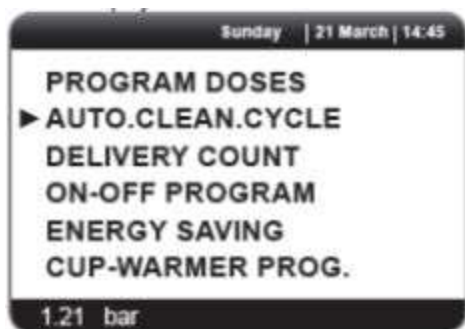 Sunday | 21 March | 14:45
PROGRAM DOSES
►AUTO.CLEAN.CYCLE
DELIVERY COUNT
ON-OFF PROGRAM
ENERGY SAVING
CUP-WARMER PROG.
1.21 bar